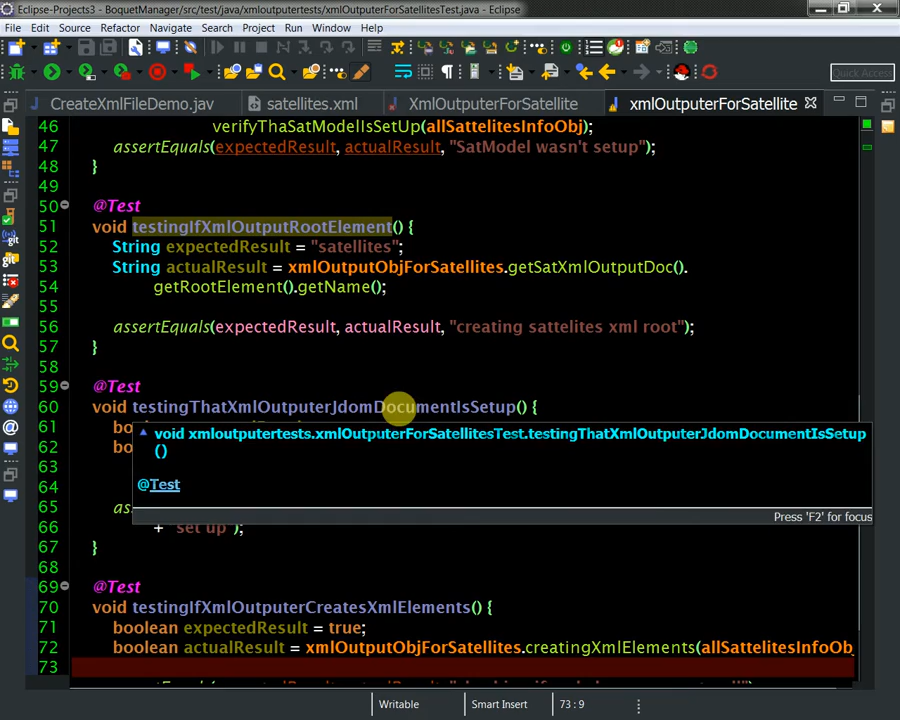 Eclipse-Projects3 - BoquetManager/src/test/java/xmloutputertests/xmlOutputerForSatellitesTest.java - Eclipse
File Edit Source Refactor Navigate Search Project Run Window Help
Quick Access
CreateXmlFileDemo.jav satellites.xml XmlOutputerForSatellite xmlOutputerForSatellite
46 verifyThaSatModelIsSetUp(allSattelitesInfoObj);
47 assertEquals(expectedResult, actualResult, "SatModel wasn't setup");
48 }
49
50 @Test
51 void testingIfXmlOutputRootElement() {
52 String expectedResult = "satellites";
53 String actualResult = xmlOutputObjForSatellites.getSatXmlOutputDoc().
54 getRootElement().getName();
55
56 assertEquals(expectedResult, actualResult, "creating sattelites xml root");
57 }
58
59 @Test
60 void testingThatXmlOutputerJdomDocumentIsSetup() {
61 bo
void xmloutputertests.xmlOutputerForSatellitesTest.testingThatXmlOutputerJdomDocumentIsSetup
62 bo
()
63
64
@Test
65 as
Press 'F2' for focus
66 + set up );
67 }
68
69 @Test
70 void testingIfXmlOutputerCreatesXmlElements() {
71 boolean expectedResult = true;
72 boolean actualResult = xmlOutputObjForSatellites.creatingXmlElements(allSattelitesInfoOb
73
Writable Smart Insert 73 : 9